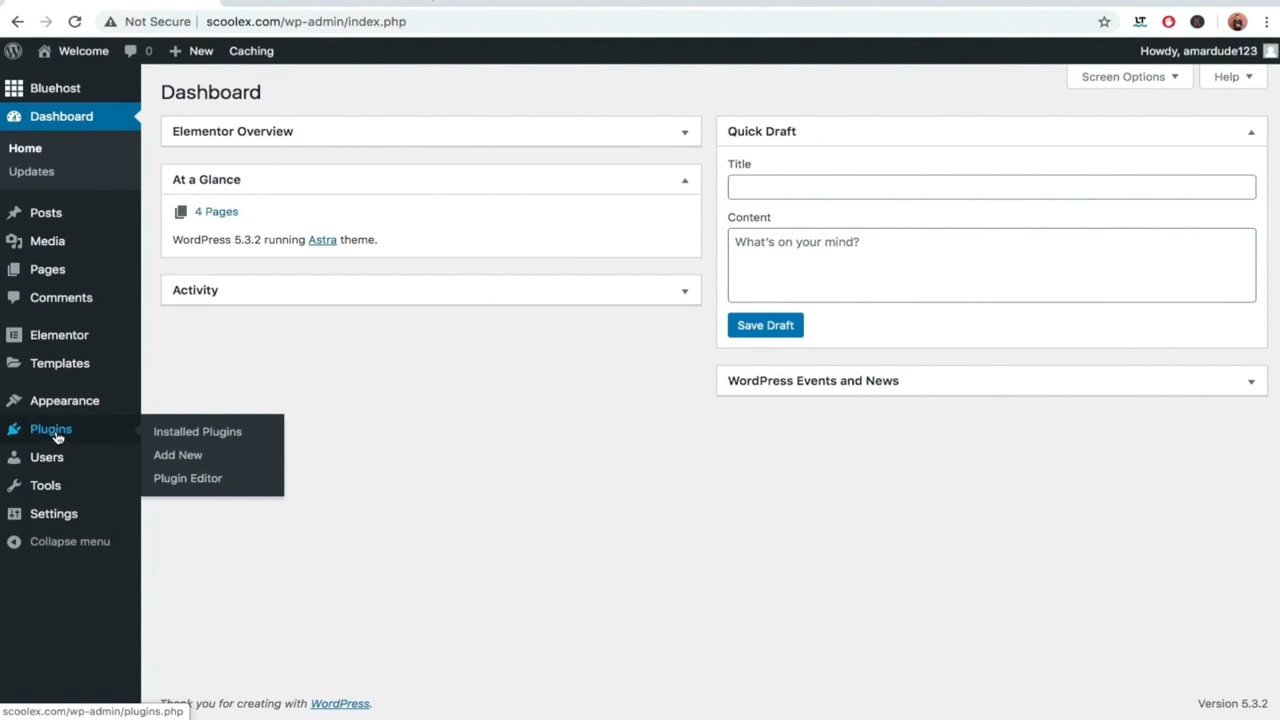 Not Secure | scoolex.com/wp-admin/index.php
Welcome 0 New Caching
Howdy, amardude123
Bluehost
Dashboard
Home
Updates
Posts
Media
Pages
Comments
Elementor
Templates
Appearance
Plugins
Users
Tools
Settings
Collapse menu
Installed Plugins
Add New
Plugin Editor
Screen Options
Help
Dashboard
Elementor Overview
At a Glance
4 Pages
WordPress 5.3.2 running Astra theme.
Activity
Quick Draft
Title
Content
What's on your mind?
Save Draft
WordPress Events and News
Thank you for creating with WordPress.
Version 5.3.2
scoolex.com/wp-admin/plugins.php